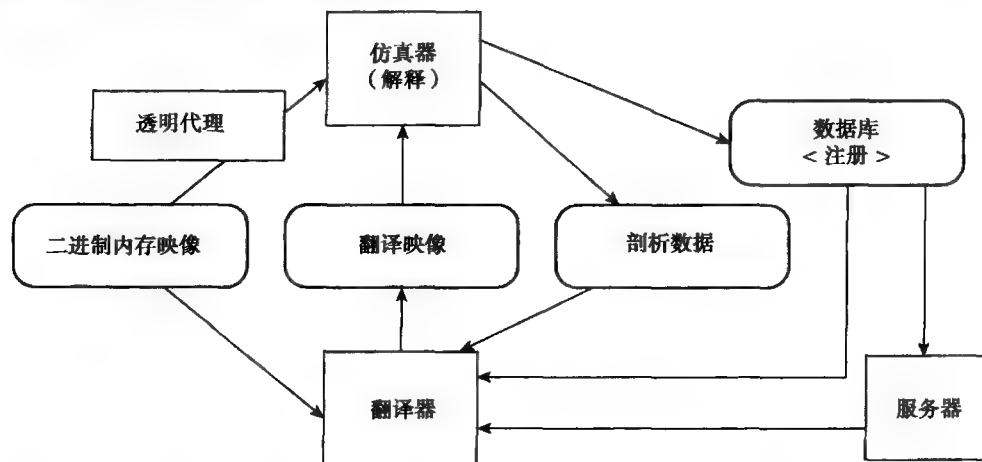 仿真器
（解释）
透明代理
数据库
< 注册 >
二进制内存映像
翻译映像
剖析数据
翻译器
服务器